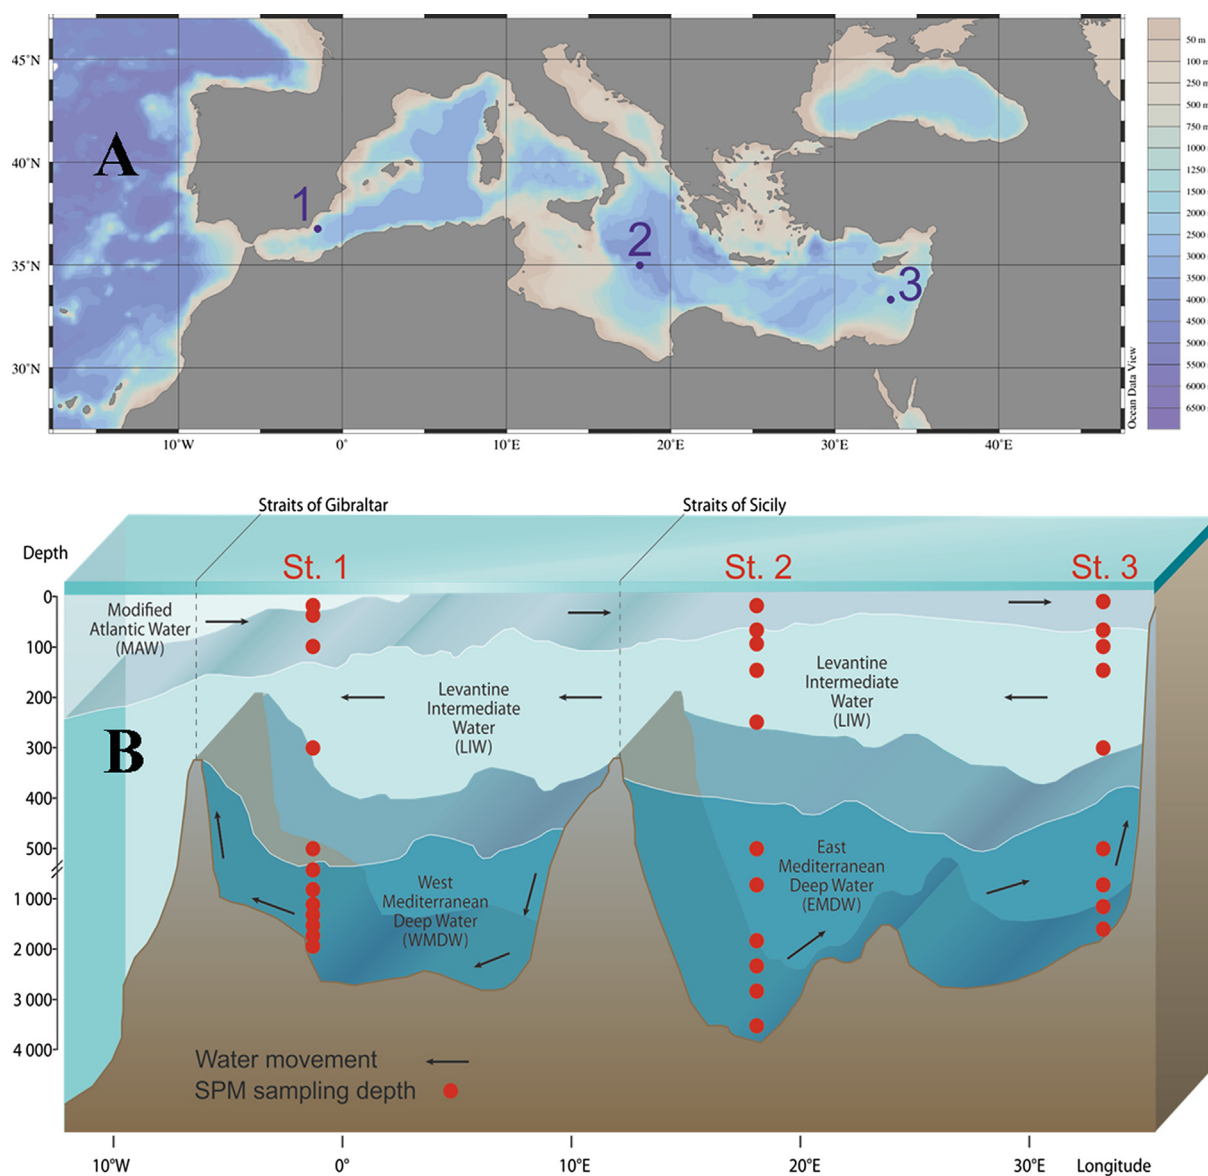 A
1
2
3
45°N
40°N
35°N
30°N
10°W
0°
10°E
20°E
30°E
40°E
Ocean Data View
50 m
100 m
250 m
500 m
750 m
1000 m
1250 m
1500 m
2000 m
2500 m
3000 m
3500 m
4000 m
4500 m
5000 m
5500 m
6000 m
6500 m
Straits of Gibraltar
Straits of Sicily
Depth
St. 1
St. 2
St. 3
0
100
200
300
400
500
1 000
2 000
3 000
4 000
Modified
Atlantic Water
(MAW)
Levantine
Intermediate
Water
(LIW)
Levantine
Intermediate
Water
(LIW)
B
West
Mediterranean
Deep Water
(WMDW)
East
Mediterranean
Deep Water
(EMDW)
Water movement
SPM sampling depth
10°W
0°
10°E
20°E
30°E
Longitude